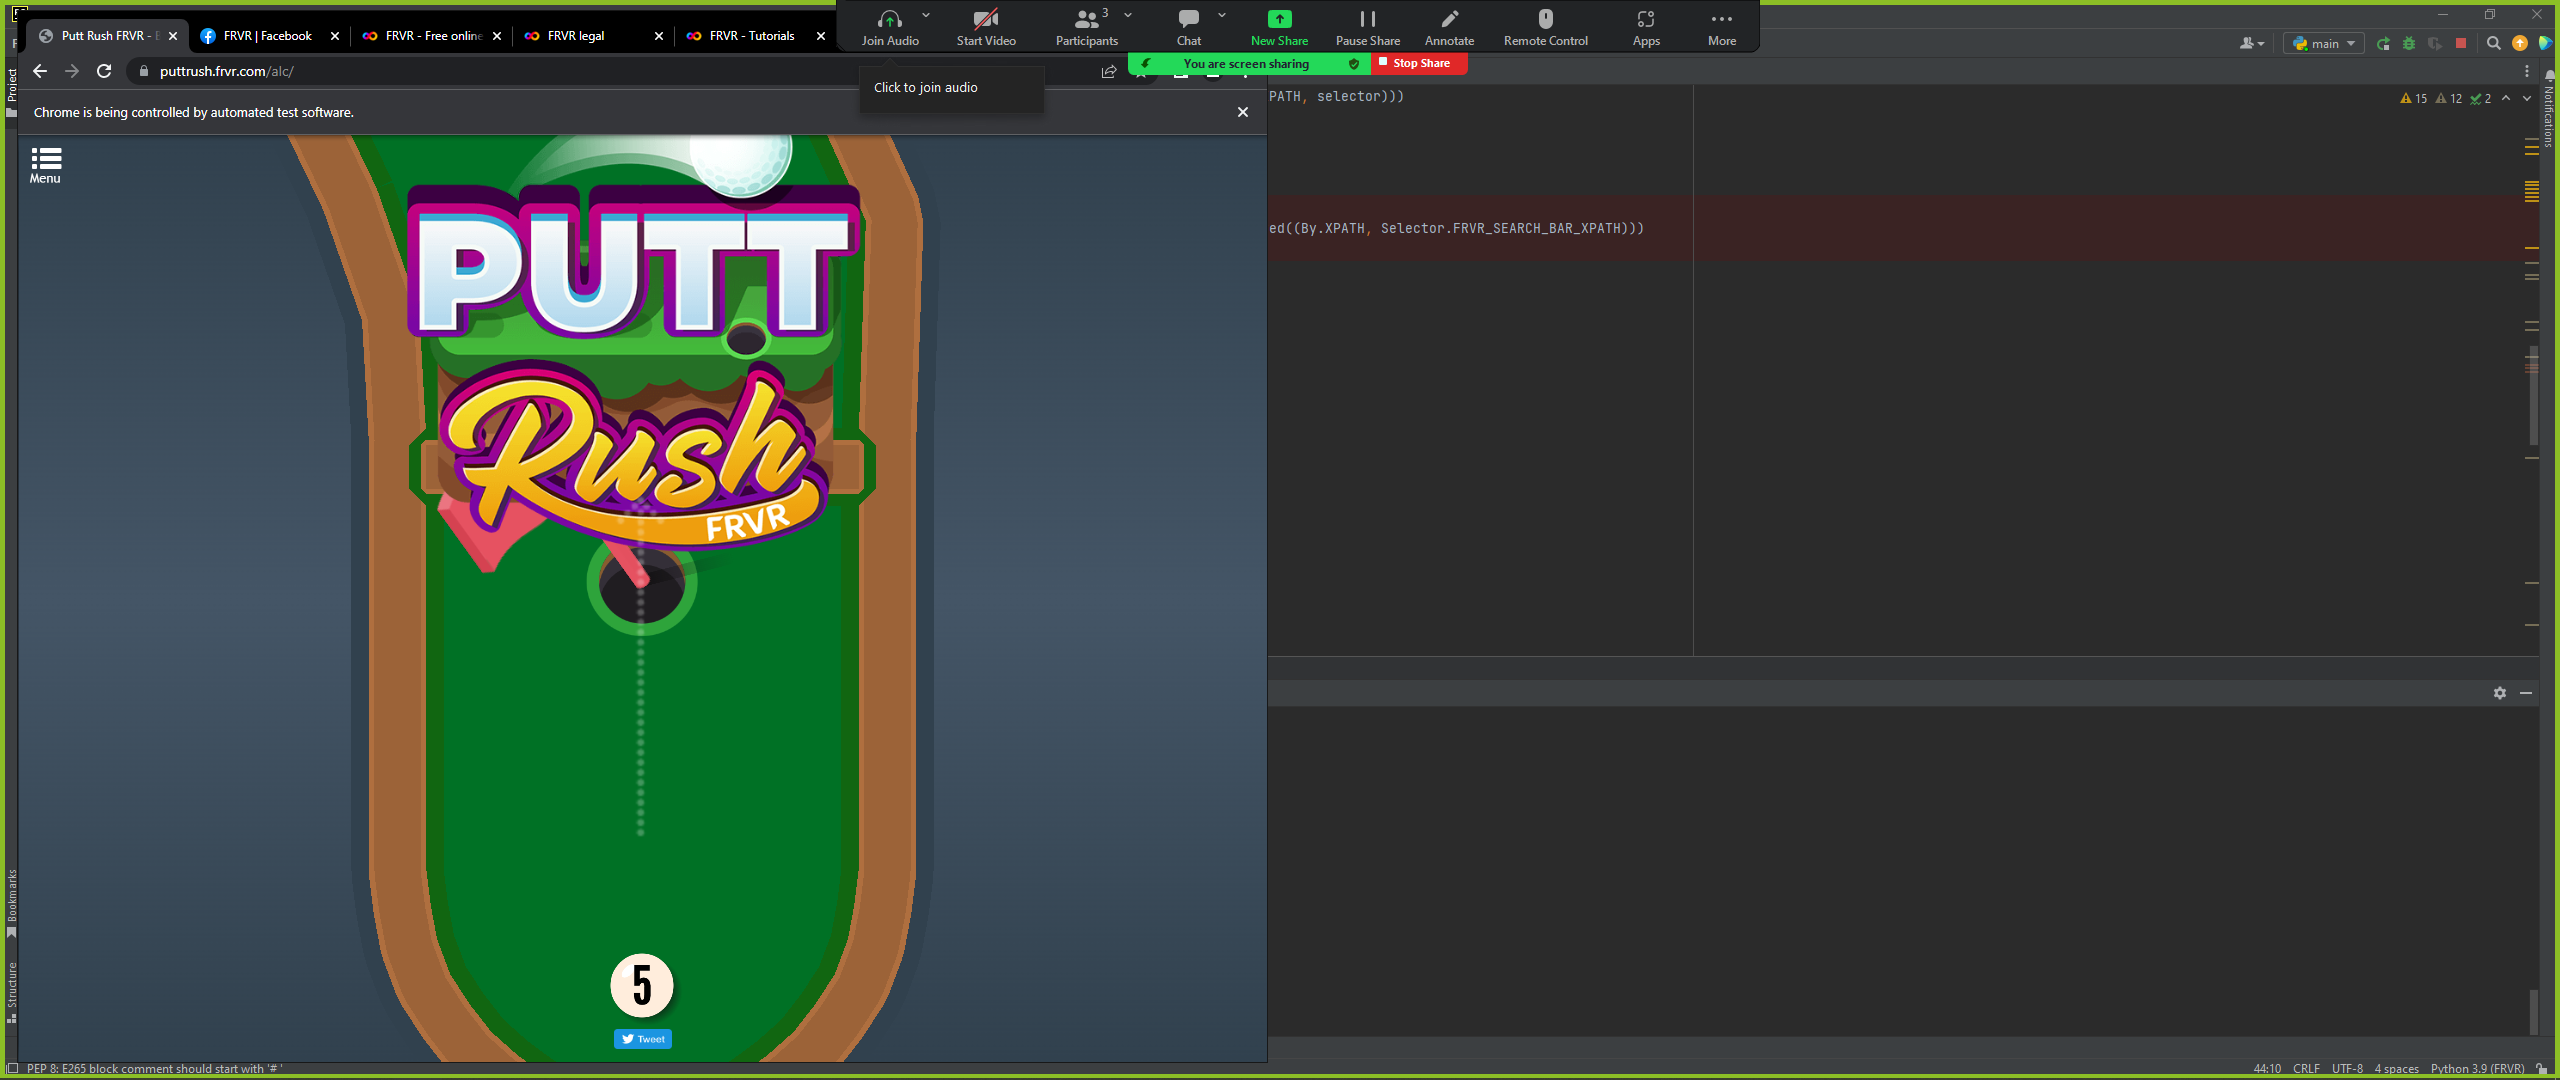 Putt Rush FRVR - B
FRVR | Facebook
FRVR - Free online
FRVR legal
FRVR - Tutorials
Join Audio
Start Video
Participants
3
Chat
New Share
Pause Share
Annotate
Remote Control
Apps
More
main
puttrush.frvr.com/alc/
You are screen sharing
Stop Share
Click to join audio
Chrome is being controlled by automated test software.
PATH, selector)))
15
12
2
Notifications
Project
Menu
PUTT
Rush
FRVR
ed((By.XPATH, Selector.FRVR_SEARCH_BAR_XPATH)))
Bookmarks
Structure
5
Tweet
PEP 8: E265 block comment should start with '# '
44:10
CRLF
UTF-8
4 spaces
Python 3.9 (FRVR)